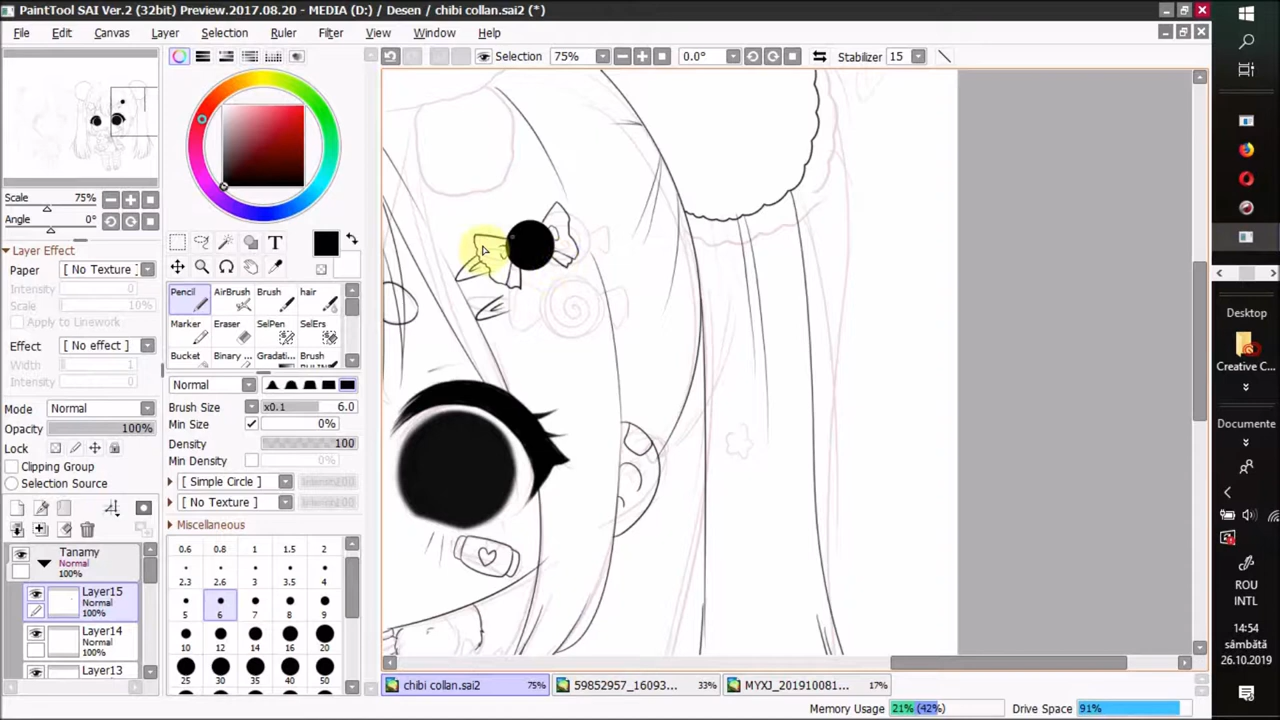 PaintTool SAI Ver.2 (32bit) Preview.2017.08.20 - MEDIA (D:) / Desen / chibi collan.sai2 (*)
File Edit Canvas Layer Selection Ruler Filter View Window Help
Selection 75% 0.0° Stabilizer 15
Scale 75%
Angle 0°
Layer Effect
Paper [ No Texture ]
Intensity 0
Scale 10%
Apply to Linework
Effect [ No effect ]
Width 1
Intensity 0
Mode Normal
Opacity 100%
Lock
Clipping Group
Selection Source
Tanamy
Normal
100%
Layer15
Normal
100%
Layer14
Normal
100%
Layer13
T
Pencil AirBrush Brush hair
Marker Eraser SelPen SelErs
Bucket Binary ... Gradati... Brush
Normal
Brush Size x0.1 6.0
Min Size 0%
Density 100
Min Density 0%
[ Simple Circle ]
[ No Texture ]
Miscellaneous
0.6 0.8 1 1.5 2
2.3 2.6 3 3.5 4
5 6 7 8 9
10 12 14 16 20
25 30 35 40 50
chibi collan.sai2 75% 59852957_16093... 33% MYXJ_201910081... 17%
Memory Usage 21% (42%) Drive Space 91%
Desktop
Creative C...
Documente
ROU
INTL
14:54
sâmbătă
26.10.2019